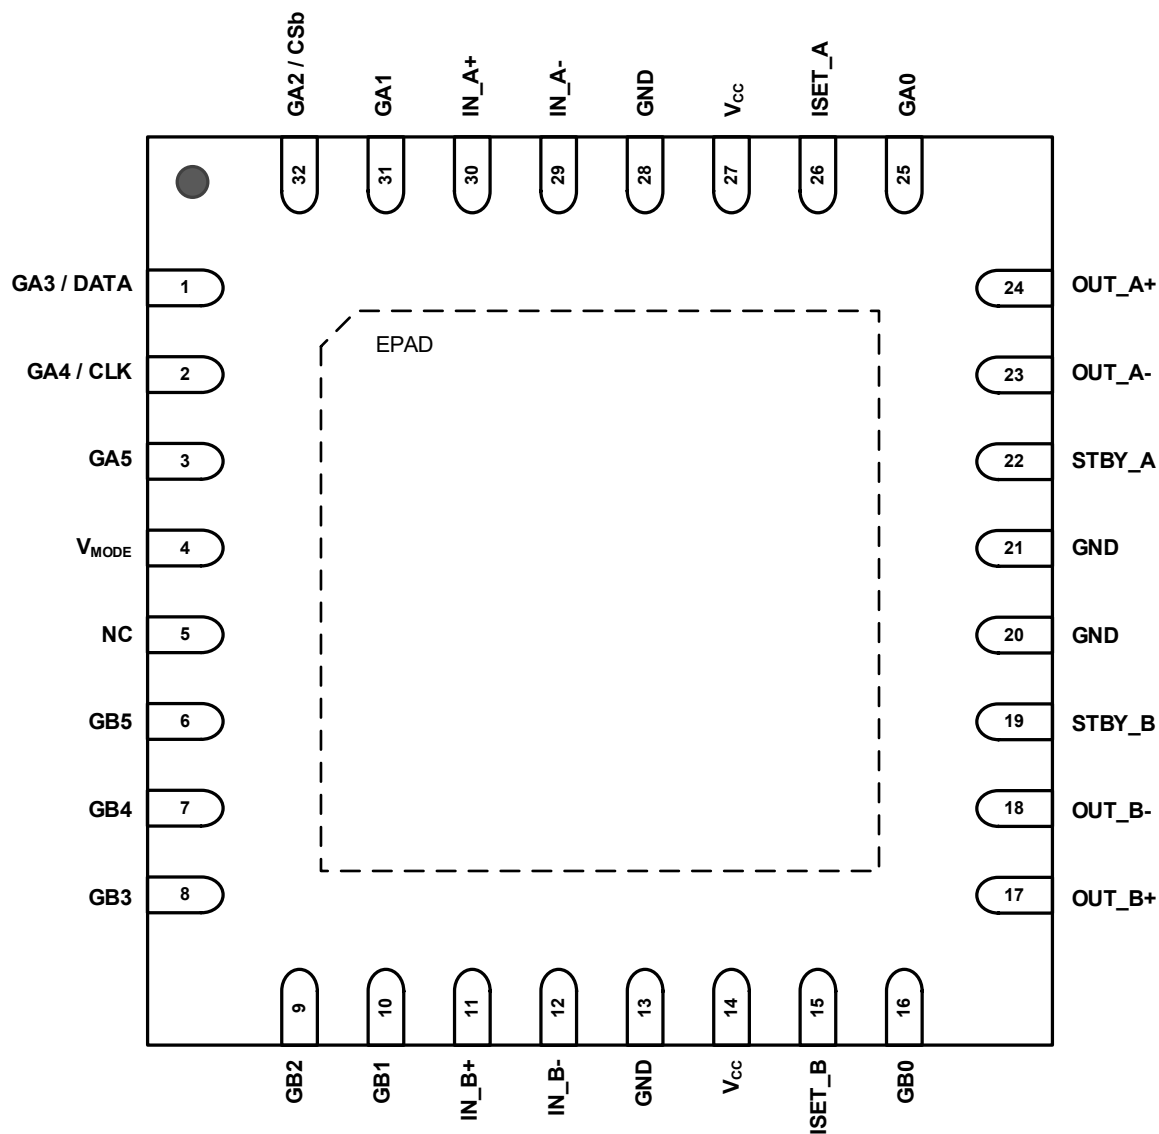 GA2 / CSb
GA1
IN_A+
IN_A-
GND
VCC
ISET_A
GA0
32
31
30
29
28
27
26
25
GA3 / DATA
1
24
OUT_A+
EPAD
GA4 / CLK
2
23
OUT_A-
GA5
3
22
STBY_A
VMODE
4
21
GND
NC
5
20
GND
GB5
6
19
STBY_B
GB4
7
18
OUT_B-
GB3
8
17
OUT_B+
9
10
11
12
13
14
15
16
GB2
GB1
IN_B+
IN_B-
GND
VCC
ISET_B
GB0